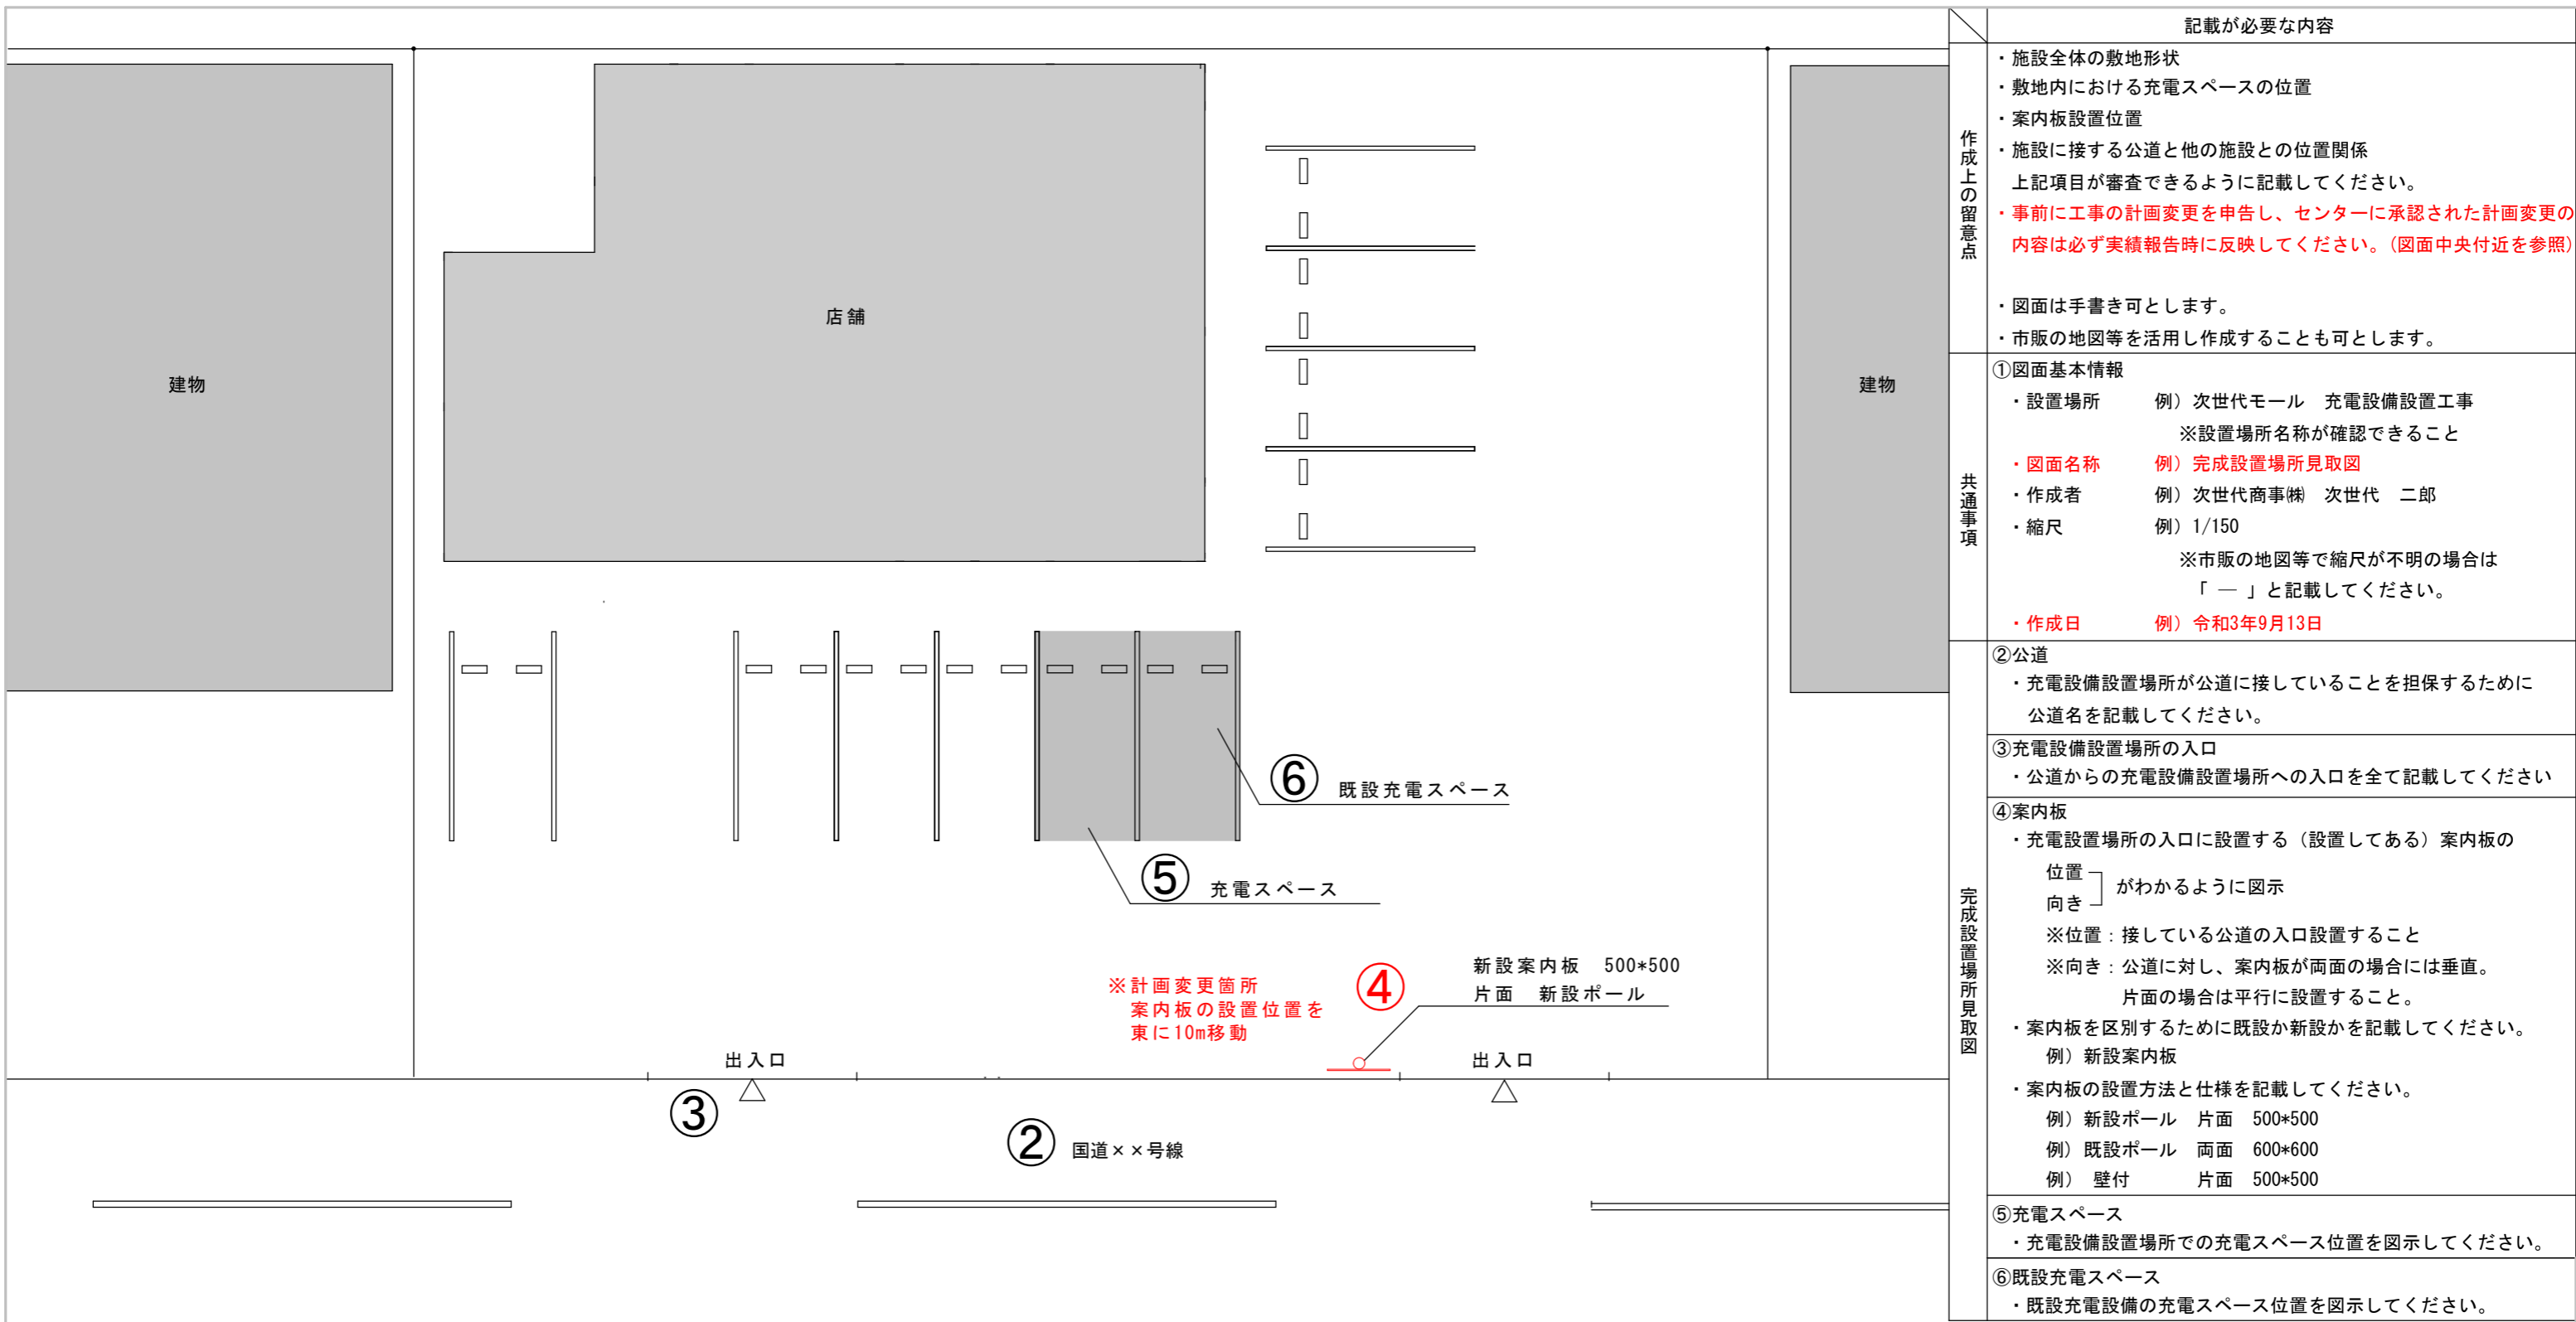 建物
店舗
建物
⑥ 既設充電スペース
⑤ 充電スペース
※計画変更箇所
案内板の設置位置を
東に10m移動
④
新設案内板 500*500
片面 新設ポール
出入口
出入口
③
② 国道××号線
記載が必要な内容
作成上の留意点
・施設全体の敷地形状
・敷地内における充電スペースの位置
・案内板設置位置
・施設に接する公道と他の施設との位置関係
上記項目が審査できるように記載してください。
・事前に工事の計画変更を申告し、センターに承認された計画変更の
内容は必ず実績報告時に反映してください。（図面中央付近を参照）
・図面は手書き可とします。
・市販の地図等を活用し作成することも可とします。
共通事項
①図面基本情報
・設置場所 例）次世代モール 充電設備設置工事
※設置場所名称が確認できること
・図面名称 例）完成設置場所見取図
・作成者 例）次世代商事㈱ 次世代 二郎
・縮尺 例）1/150
※市販の地図等で縮尺が不明の場合は
「 ― 」と記載してください。
・作成日 例）令和3年9月13日
完成設置場所見取図
②公道
・充電設備設置場所が公道に接していることを担保するために
公道名を記載してください。
③充電設備設置場所の入口
・公道からの充電設備設置場所への入口を全て記載してください
④案内板
・充電設置場所の入口に設置する（設置してある）案内板の
位置
がわかるように図示
向き
※位置：接している公道の入口設置すること
※向き：公道に対し、案内板が両面の場合には垂直。
片面の場合は平行に設置すること。
・案内板を区別するために既設か新設かを記載してください。
例）新設案内板
・案内板の設置方法と仕様を記載してください。
例）新設ポール 片面 500*500
例）既設ポール 両面 600*600
例） 壁付 片面 500*500
⑤充電スペース
・充電設備設置場所での充電スペース位置を図示してください。
⑥既設充電スペース
・既設充電設備の充電スペース位置を図示してください。